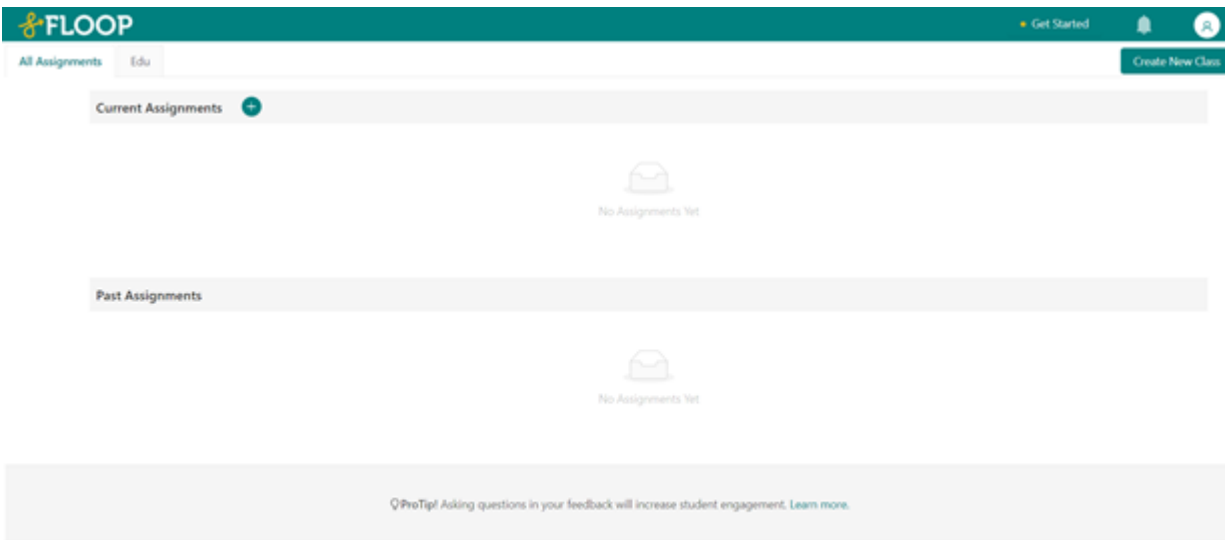 FLOOP
Get Started
All Assignments Edu
Create New Class
Current Assignments
No Assignments Yet
Past Assignments
No Assignments Yet
ProTip! Asking questions in your feedback will increase student engagement. Learn more.